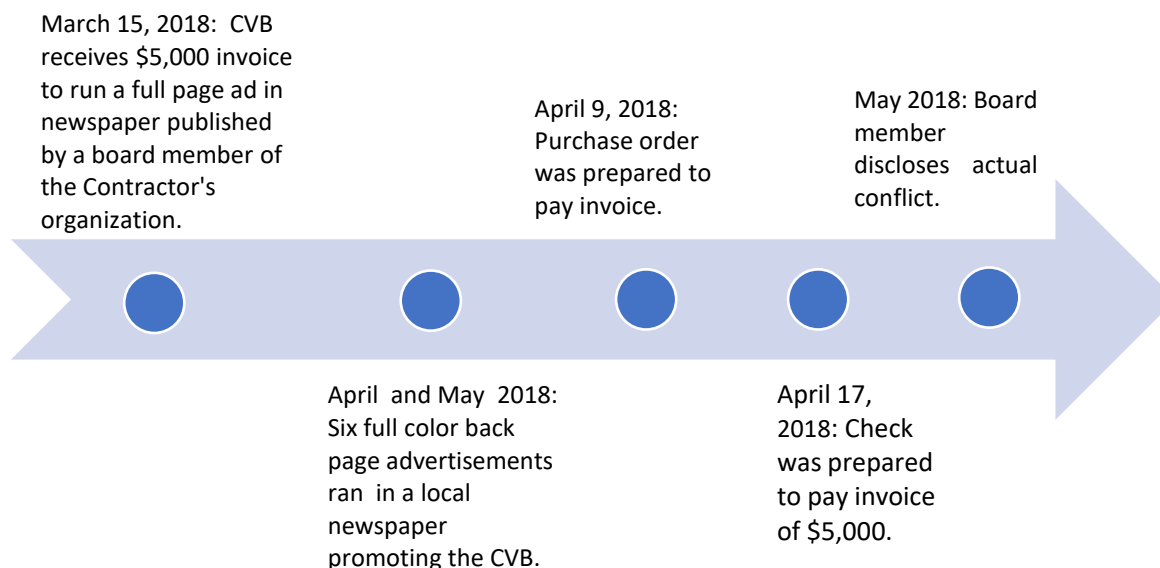 March 15, 2018: CVB
receives $5,000 invoice
to run a full page ad in
newspaper published
by a board member of
the Contractor's
organization.
April and May 2018:
Six full color back
page advertisements
ran in a local
newspaper
promoting the CVB.
April 9, 2018:
Purchase order
was prepared to
pay invoice.
April 17,
2018: Check
was prepared
to pay invoice
of $5,000.
May 2018: Board
member
discloses actual
conflict.